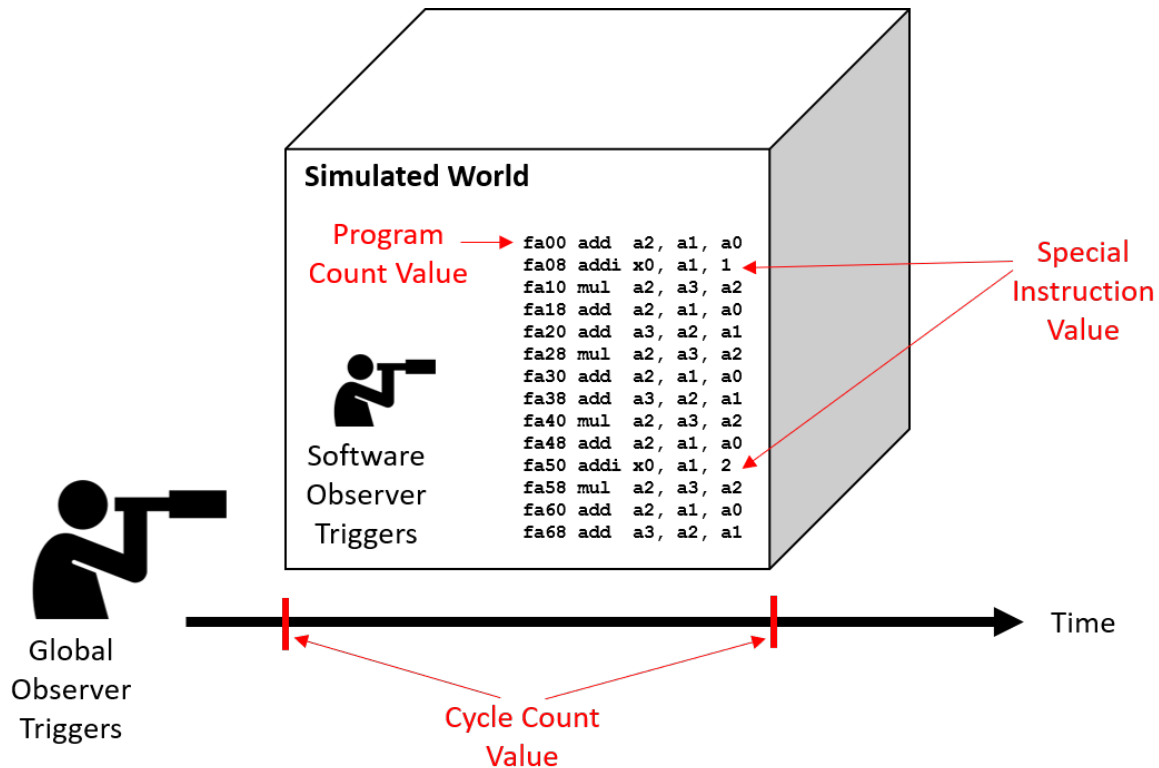 Simulated World
Program
Count Value
fa00 add a2, a1, a0
fa08 addi x0, a1, 1
fa10 mul a2, a3, a2
fa18 add a2, a1, a0
fa20 add a3, a2, a1
fa28 mul a2, a3, a2
fa30 add a2, a1, a0
fa38 add a3, a2, a1
fa40 mul a2, a3, a2
fa48 add a2, a1, a0
fa50 addi x0, a1, 2
fa58 mul a2, a3, a2
fa60 add a2, a1, a0
fa68 add a3, a2, a1
Special
Instruction
Value
Software
Observer
Triggers
Global
Observer
Triggers
Time
Cycle Count
Value